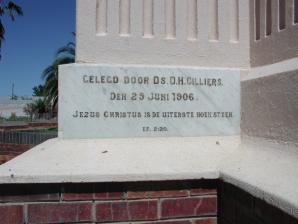 GELEGD DOOR DS. D.H. CILLIERS.
DEN 29 JUNI 1906.
JEZUS CHRISTUS IS DE UITERSTE HOEKSTEEN.
EF. 2:20.